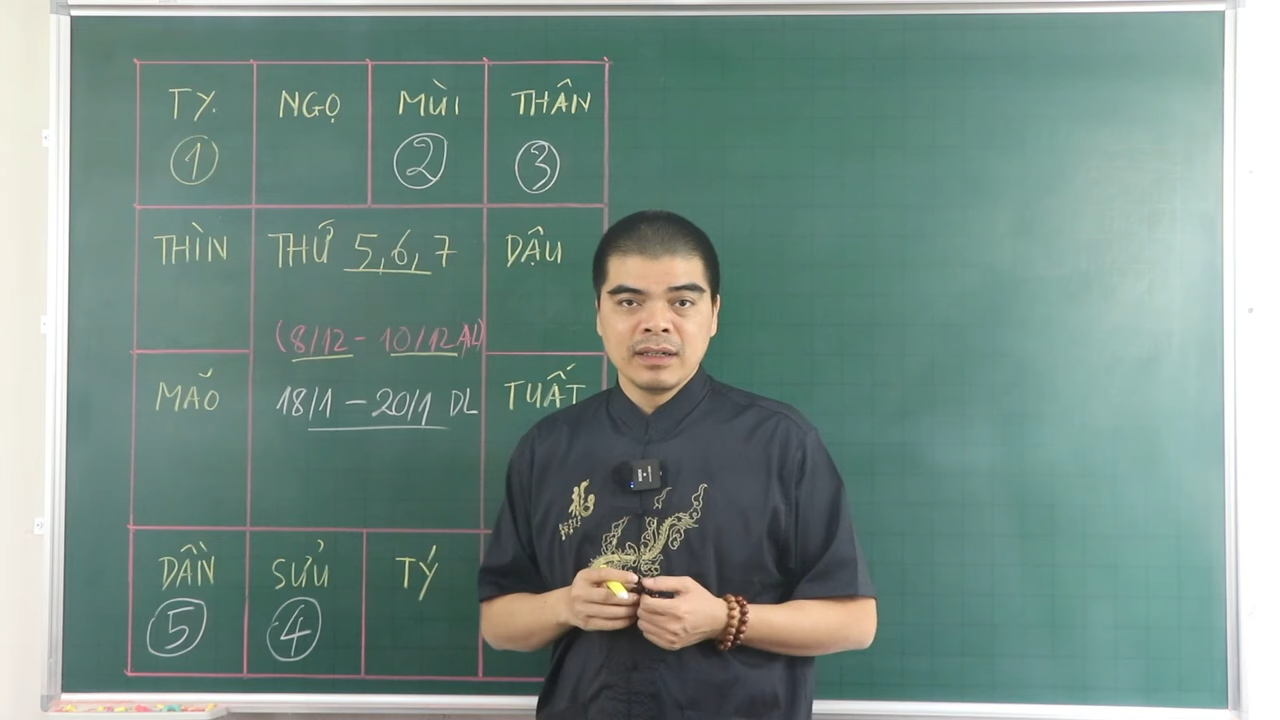 TỴ NGỌ MÙI THÂN
① ② ③
THÌN THỨ 5,6,7 DẬU
(8/12 - 10/12 ÂL)
MÃO 18/1 - 20/1 DL TUẤT
DẦN SỬU TÝ
⑤ ④